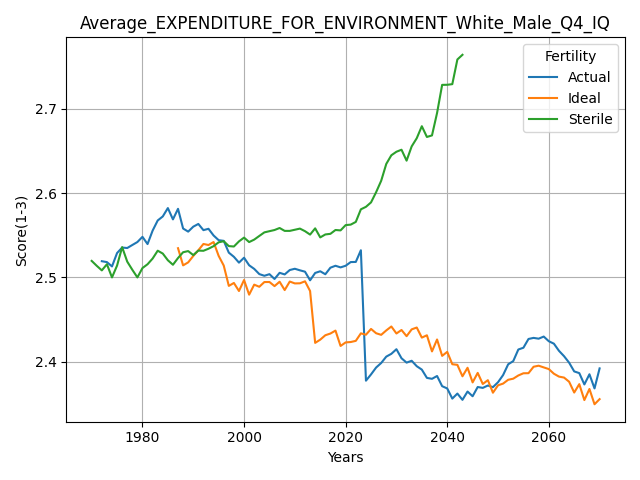 Average_EXPENDITURE_FOR_ENVIRONMENT_White_Male_Q4_IQ
Fertility
Actual
Ideal
Sterile
Score(1-3)
2.7
2.6
2.5
2.4
1980 2000 2020 2040 2060
Years